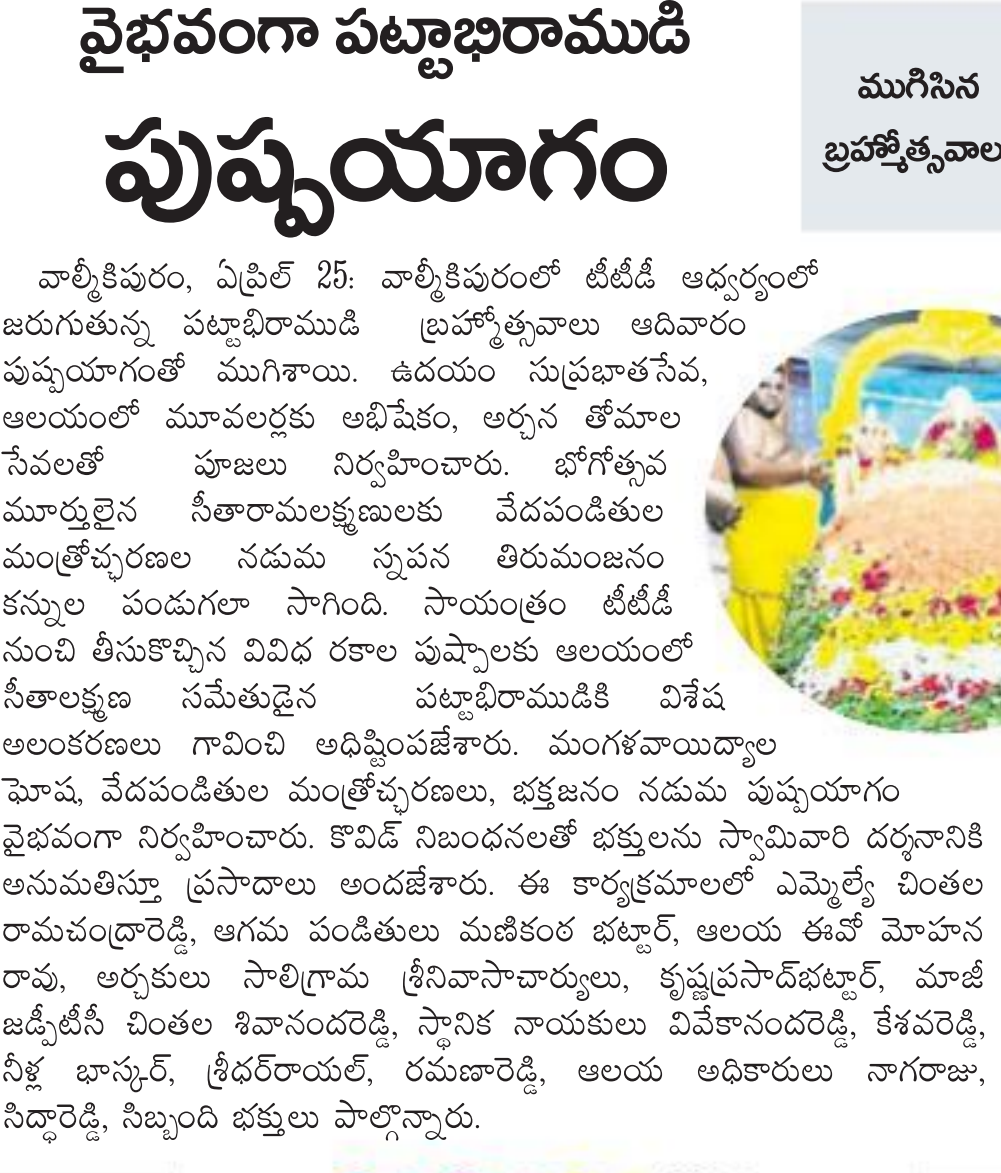 వైభవంగా పట్టాభిరాముడి
పుష్పయాగం
ముగిసిన
బ్రహ్మోత్సవాల
వాల్మీకిపురం, ఏప్రిల్ 25: వాల్మీకిపురంలో టీటీడీ ఆధ్వర్యంలో
జరుగుతున్న పట్టాభిరాముడి బ్రహ్మోత్సవాలు ఆదివారం
పుష్పయాగంతో ముగిశాయి. ఉదయం సుప్రభాతసేవ,
ఆలయంలో మూవలర్లకు అభిషేకం, అర్చన తోమాల
సేవలతో పూజలు నిర్వహించారు. భోగోత్సవ
మూర్తులైన సీతారామలక్ష్మణులకు వేదపండితుల
మంత్రోచ్ఛరణల నడుమ స్నపన తిరుమంజనం
కన్నుల పండుగలా సాగింది. సాయంత్రం టీటీడీ
నుంచి తీసుకొచ్చిన వివిధ రకాల పుష్పాలకు ఆలయంలో
సీతాలక్ష్మణ సమేతుడైన పట్టాభిరాముడికి విశేష
అలంకరణలు గావించి అధిష్టింపజేశారు. మంగళవాయిద్యాల
ఘోష, వేదపండితుల మంత్రోచ్ఛరణలు, భక్తజనం నడుమ పుష్పయాగం
వైభవంగా నిర్వహించారు. కొవిడ్ నిబంధనలతో భక్తులను స్వామివారి దర్శనానికి
అనుమతిస్తూ ప్రసాదాలు అందజేశారు. ఈ కార్యక్రమాలలో ఎమ్మెల్యే చింతల
రామచంద్రారెడ్డి, ఆగమ పండితులు మణికంఠ భట్టార్, ఆలయ ఈవో మోహన
రావు, అర్చకులు సాలిగ్రామ శ్రీనివాసాచార్యులు, కృష్ణప్రసాద్‌భట్టార్, మాజీ
జడ్పీటీసీ చింతల శివానందరెడ్డి, స్థానిక నాయకులు వివేకానందరెడ్డి, కేశవరెడ్డి,
నీళ్ల భాస్కర్, శ్రీధర్‌రాయల్, రమణారెడ్డి, ఆలయ అధికారులు నాగరాజు,
సిద్ధారెడ్డి, సిబ్బంది భక్తులు పాల్గొన్నారు.